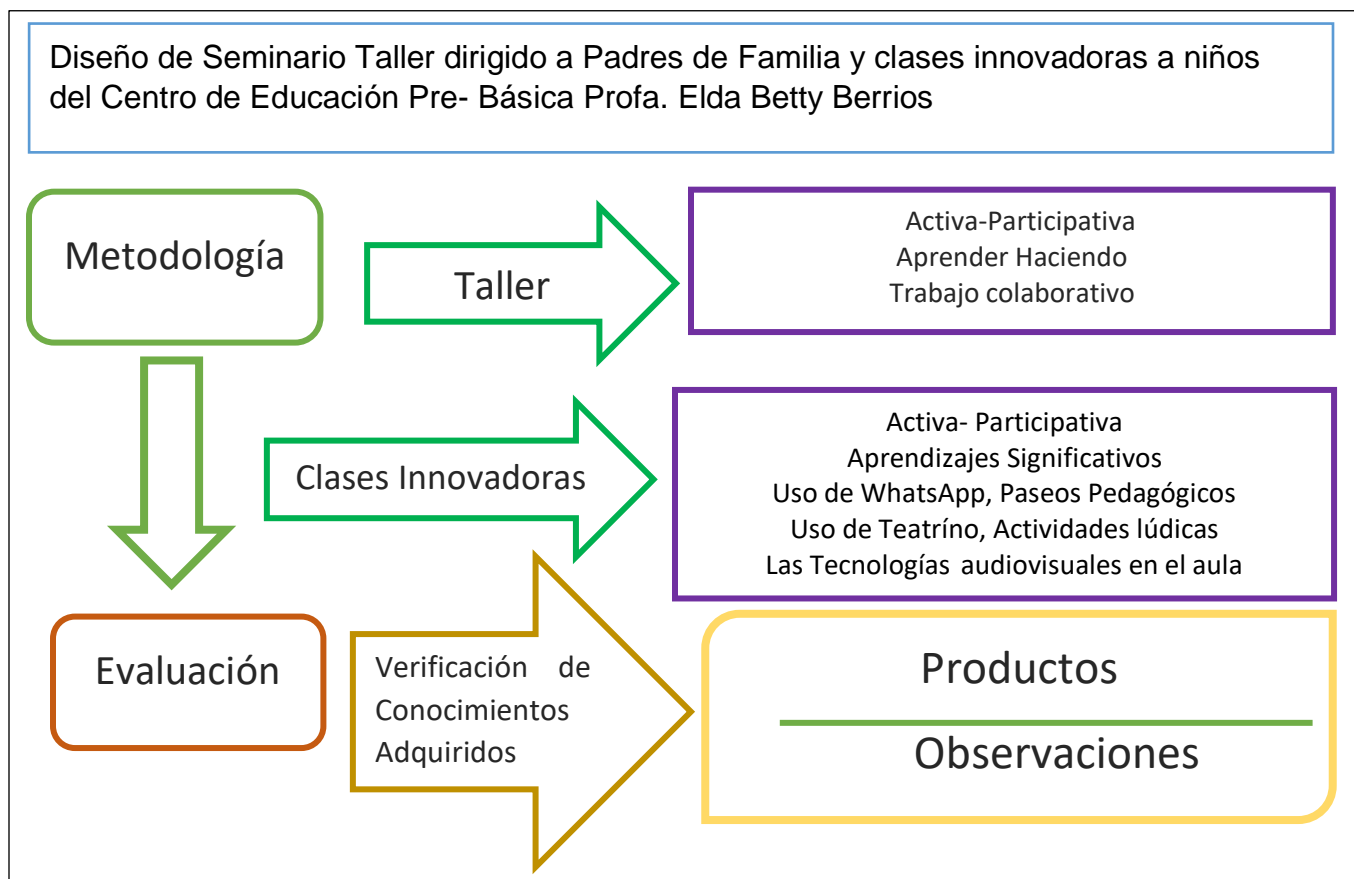 Diseño de Seminario Taller dirigido a Padres de Familia y clases innovadoras a niños
del Centro de Educación Pre- Básica Profa. Elda Betty Berrios
Metodología
Taller
Activa-Participativa
Aprender Haciendo
Trabajo colaborativo
Clases Innovadoras
Activa- Participativa
Aprendizajes Significativos
Uso de WhatsApp, Paseos Pedagógicos
Uso de Teatríno, Actividades lúdicas
Las Tecnologías audiovisuales en el aula
Evaluación
Verificación de
Conocimientos
Adquiridos
Productos
Observaciones